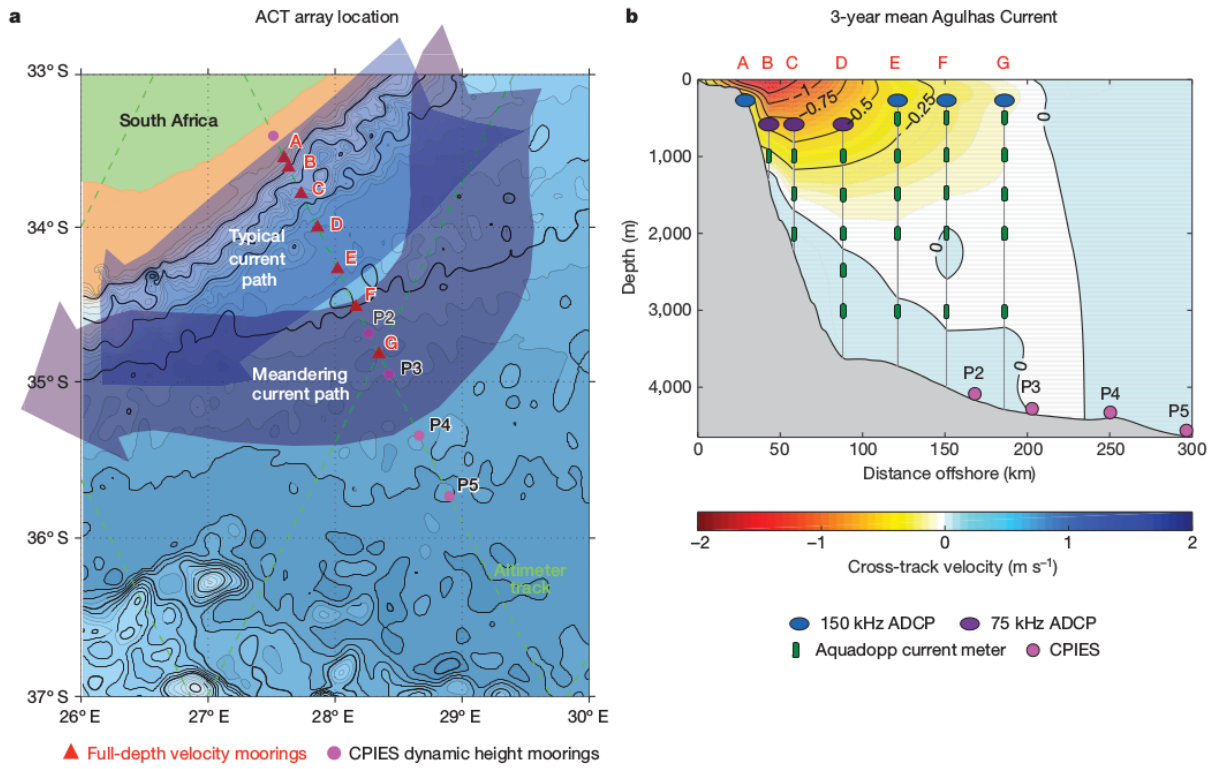 a
ACT array location
33° S
34° S
35° S
36° S
37° S
26° E
27° E
28° E
29° E
30° E
South Africa
A
B
C
D
E
F
P2
G
P3
P4
P5
Typical
current
path
Meandering
current path
Altimeter
track
Full-depth velocity moorings
CPIES dynamic height moorings
b
3-year mean Agulhas Current
A B C D E F G
0
1,000
2,000
3,000
4,000
Depth (m)
−1
−0.75
−0.5
−0.25
0
0
0
P2
P3
P4
P5
0 50 100 150 200 250 300
Distance offshore (km)
−2 −1 0 1 2
Cross-track velocity (m s⁻¹)
150 kHz ADCP
75 kHz ADCP
Aquadopp current meter
CPIES